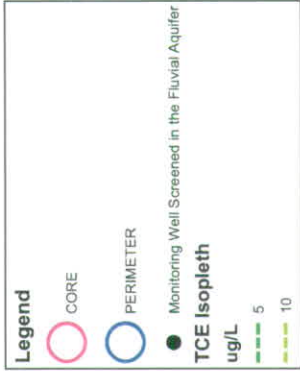 Legend
CORE
PERIMETER
Monitoring Well Screened in the Fluvial Aquifer
TCE Isopleth
ug/L
5
10